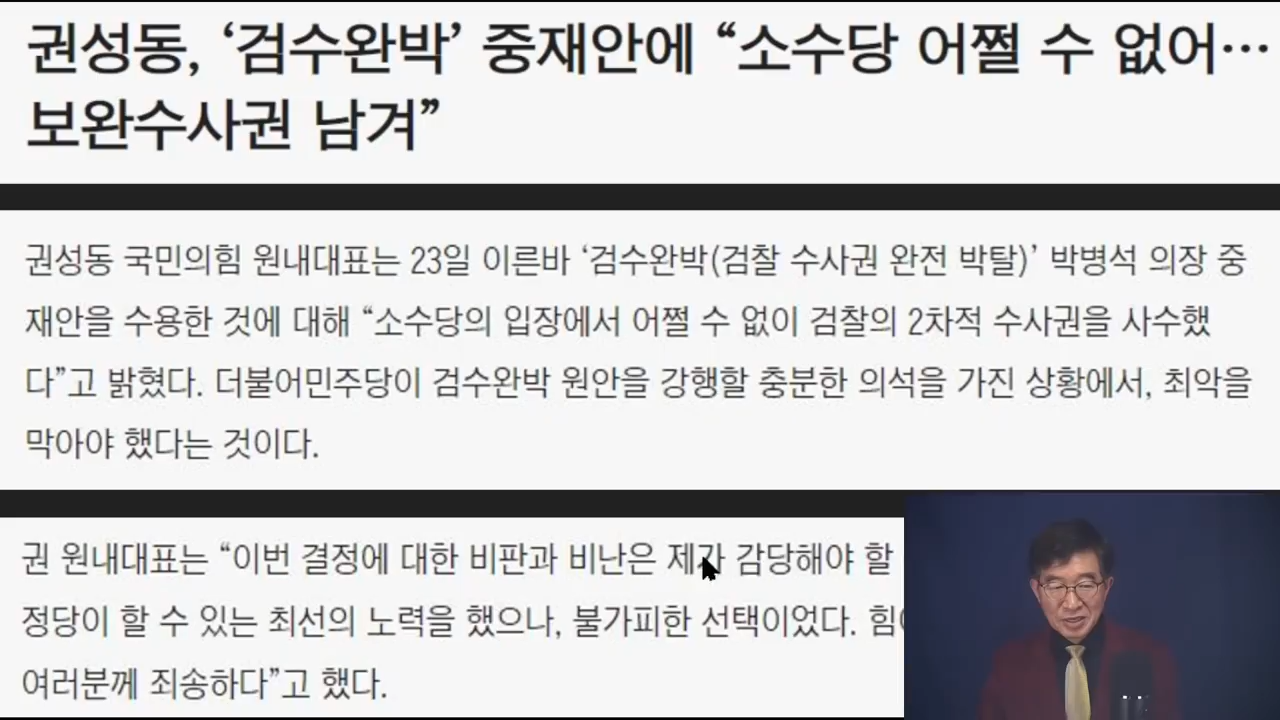 권성동, ‘검수완박’ 중재안에 “소수당 어쩔 수 없어…
보완수사권 남겨”
권성동 국민의힘 원내대표는 23일 이른바 ‘검수완박(검찰 수사권 완전 박탈)’ 박병석 의장 중
재안을 수용한 것에 대해 “소수당의 입장에서 어쩔 수 없이 검찰의 2차적 수사권을 사수했
다”고 밝혔다. 더불어민주당이 검수완박 원안을 강행할 충분한 의석을 가진 상황에서, 최악을
막아야 했다는 것이다.
권 원내대표는 “이번 결정에 대한 비판과 비난은 제가 감당해야 할
정당이 할 수 있는 최선의 노력을 했으나, 불가피한 선택이었다.
여러분께 죄송하다”고 했다.